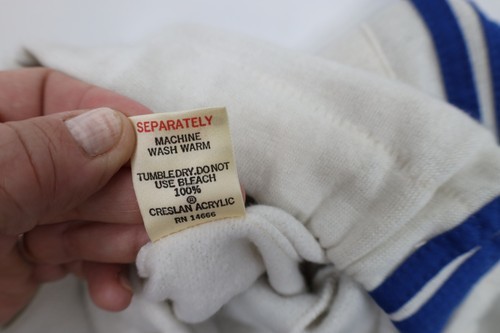 SEPARATELY
MACHINE
WASH WARM
TUMBLE DRY. DO NOT
USE BLEACH
100%
®
CRESLAN ACRYLIC
RN 14666